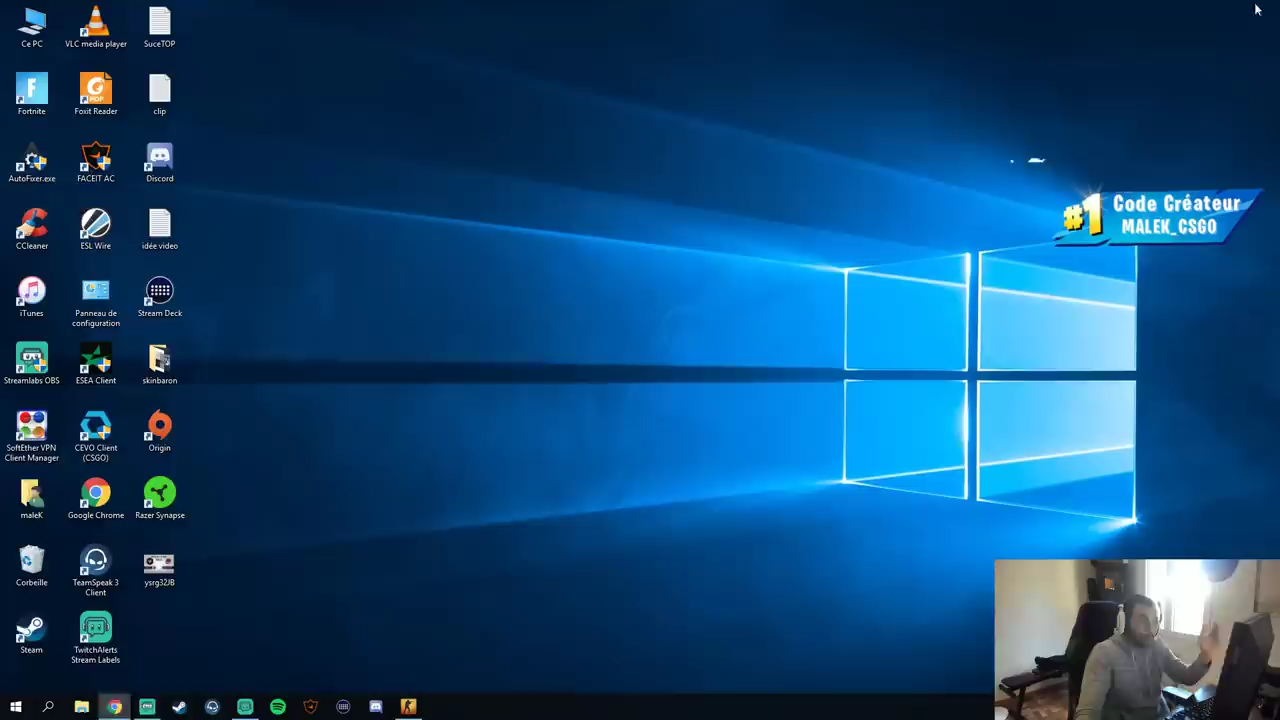 Ce PC
VLC media player
SuceTOP
Fortnite
Foxit Reader
clip
AutoFixer.exe
FACEIT AC
Discord
CCleaner
ESL Wire
idée video
iTunes
Panneau de
configuration
Stream Deck
Streamlabs OBS
ESEA Client
skinbaron
SoftEther VPN
Client Manager
CEVO Client
(CSGO)
Origin
maleK
Google Chrome
Razer Synapse
Corbeille
TeamSpeak 3
Client
ysrg32JB
Steam
TwitchAlerts
Stream Labels
#1
Code Créateur
MALEK_CSGO